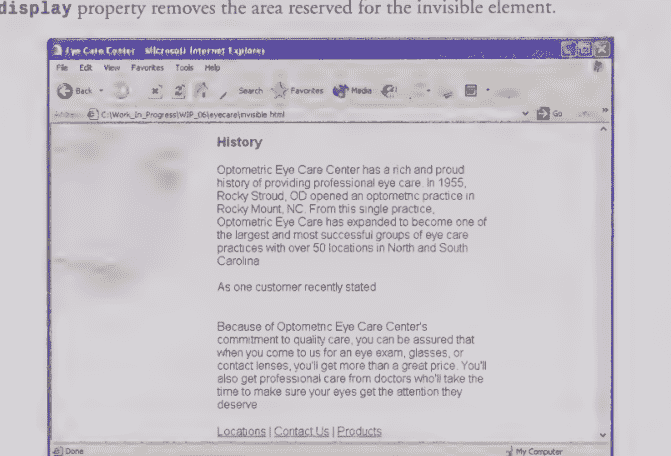 display property removes the area reserved for the invisible element.
Eye Care Center Microsoft Internet Explorer
File Edit View Favorites Tools Help
Back Search Favorites Media
C:\Work_In_Progress\WIP_06\eyecare\invisible html Go
History
Optometric Eye Care Center has a rich and proud
history of providing professional eye care. In 1955,
Rocky Stroud, OD opened an optometric practice in
Rocky Mount, NC. From this single practice,
Optometric Eye Care has expanded to become one of
the largest and most successful groups of eye care
practices with over 50 locations in North and South
Carolina
As one customer recently stated
Because of Optometric Eye Care Center's
commitment to quality care, you can be assured that
when you come to us for an eye exam, glasses, or
contact lenses, you'll get more than a great price. You'll
also get professional care from doctors who'll take the
time to make sure your eyes get the attention they
deserve
Locations | Contact Us | Products
Done My Computer